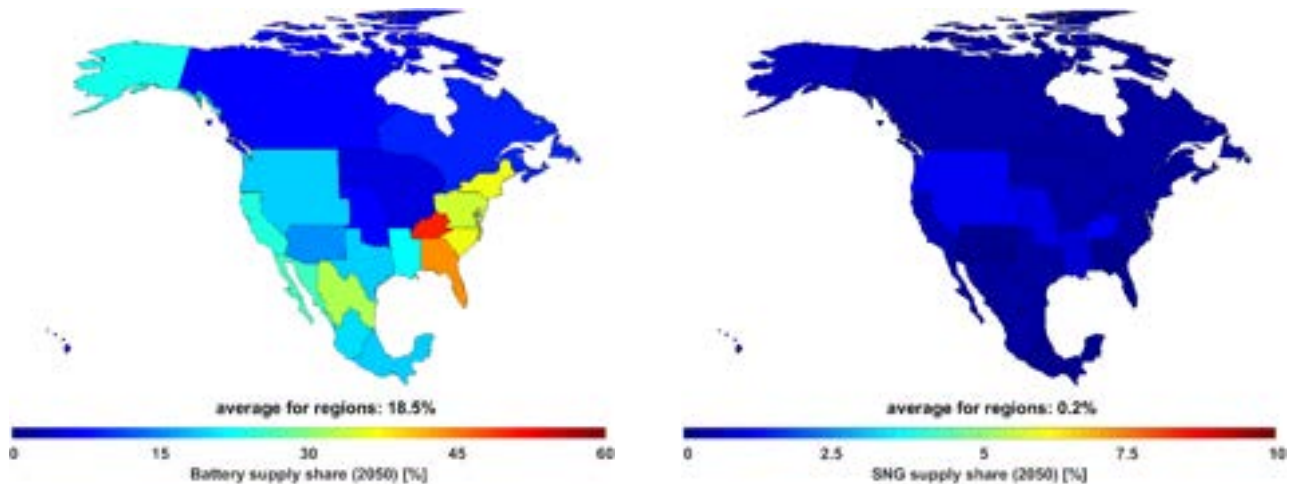 average for regions: 18.5%
0 15 30 45 60
Battery supply share (2050) [%]
average for regions: 0.2%
0 2.5 5 7.5 10
SNG supply share (2050) [%]